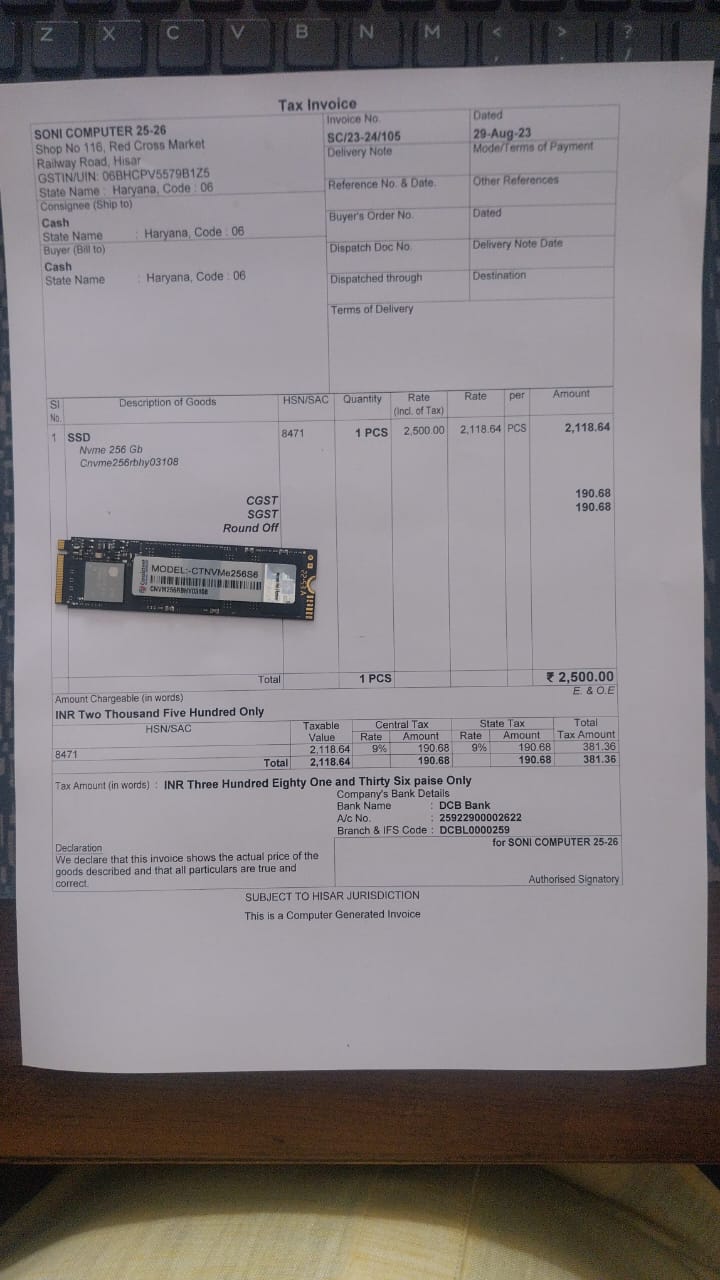 Z X C V B N M < , > . ? /
Tax Invoice
SONI COMPUTER 25-26
Shop No 116, Red Cross Market
Railway Road, Hisar
GSTIN/UIN: 06BHCPV5579B1Z5
State Name : Haryana, Code : 06
Consignee (Ship to)
Cash
State Name : Haryana, Code : 06
Buyer (Bill to)
Cash
State Name : Haryana, Code : 06
Invoice No. Dated
SC/23-24/105 29-Aug-23
Delivery Note Mode/Terms of Payment
Reference No. & Date. Other References
Buyer's Order No. Dated
Dispatch Doc No. Delivery Note Date
Dispatched through Destination
Terms of Delivery
Sl No. Description of Goods HSN/SAC Quantity Rate (Incl. of Tax) Rate per Amount
1 SSD 8471 1 PCS 2,500.00 2,118.64 PCS 2,118.64
Nvme 256 Gb
Cnvme256rbhy03108
CGST 190.68
SGST 190.68
Round Off
Consistent
MODEL:-CTNVMe256S6
CNVM256RBHY03108
Total 1 PCS ₹ 2,500.00
Amount Chargeable (in words) E. & O.E
INR Two Thousand Five Hundred Only
HSN/SAC Taxable Value Central Tax Rate Amount State Tax Rate Amount Total Tax Amount
8471 2,118.64 9% 190.68 9% 190.68 381.36
Total 2,118.64 190.68 190.68 381.36
Tax Amount (in words) : INR Three Hundred Eighty One and Thirty Six paise Only
Company's Bank Details
Bank Name : DCB Bank
A/c No. : 25922900002622
Branch & IFS Code : DCBL0000259
Declaration
We declare that this invoice shows the actual price of the
goods described and that all particulars are true and
correct.
for SONI COMPUTER 25-26
Authorised Signatory
SUBJECT TO HISAR JURISDICTION
This is a Computer Generated Invoice